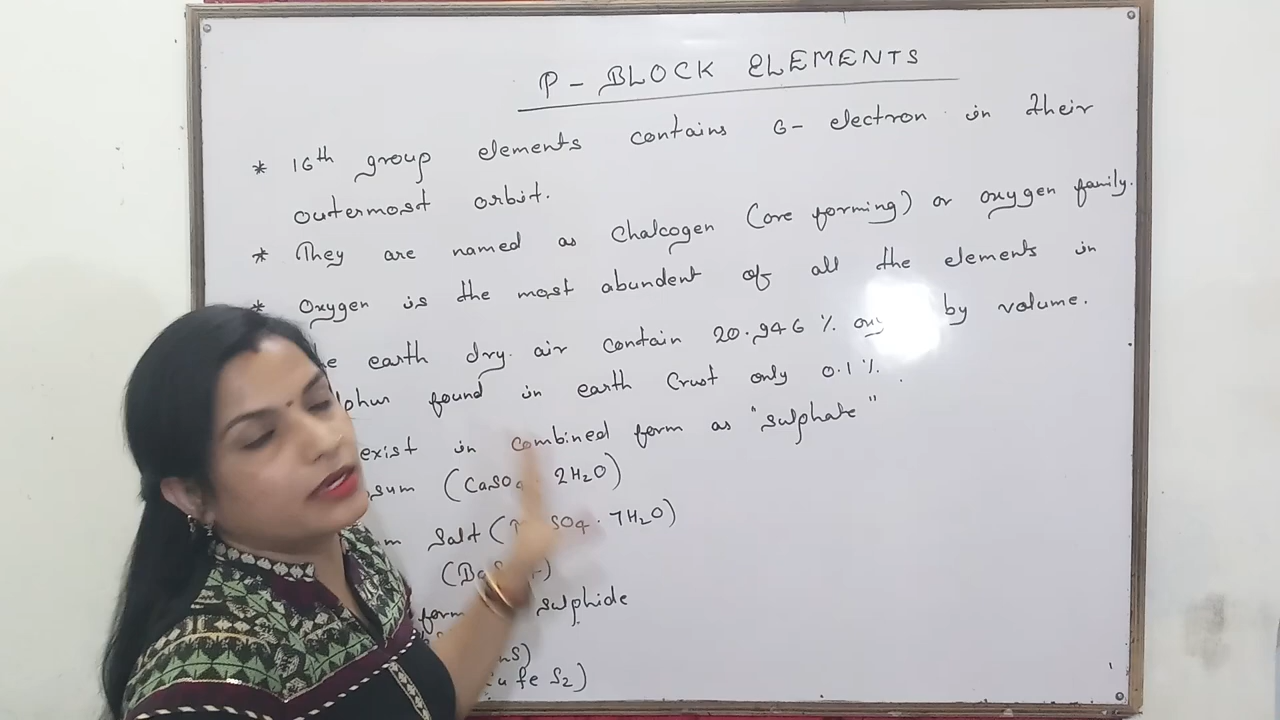 P - BLOCK ELEMENTS
* 16th group elements contains 6- electron in their
outermost orbit.
* They are named as Chalcogen (ore forming) or oxygen family.
* Oxygen is the most abundent of all the elements in
earth dry. air contain 20.946 % by volume.
found in earth Crust only 0.1 %.
exist in combined form as "sulphate"
(CaSO4 2H2O)
Salt ( SO4 . 7H2O)
form sulphide
fe S2)